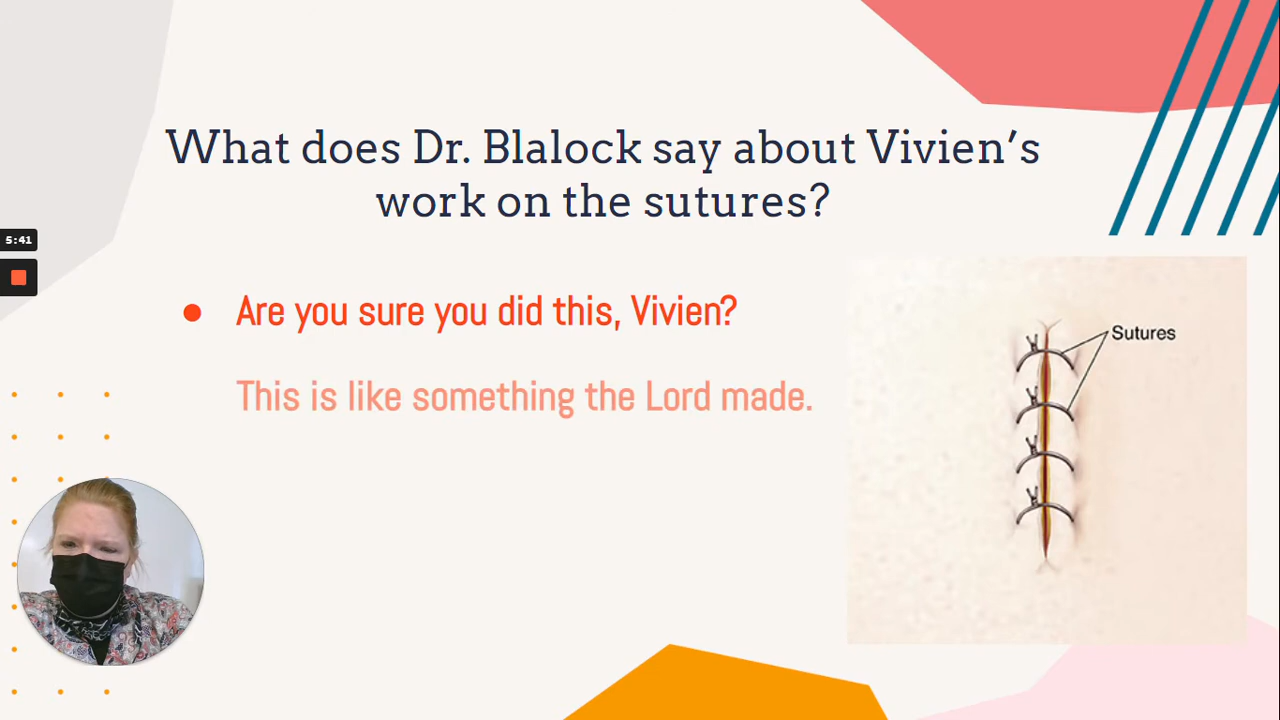 What does Dr. Blalock say about Vivien’s
work on the sutures?
5:41
● Are you sure you did this, Vivien?
This is like something the Lord made.
Sutures